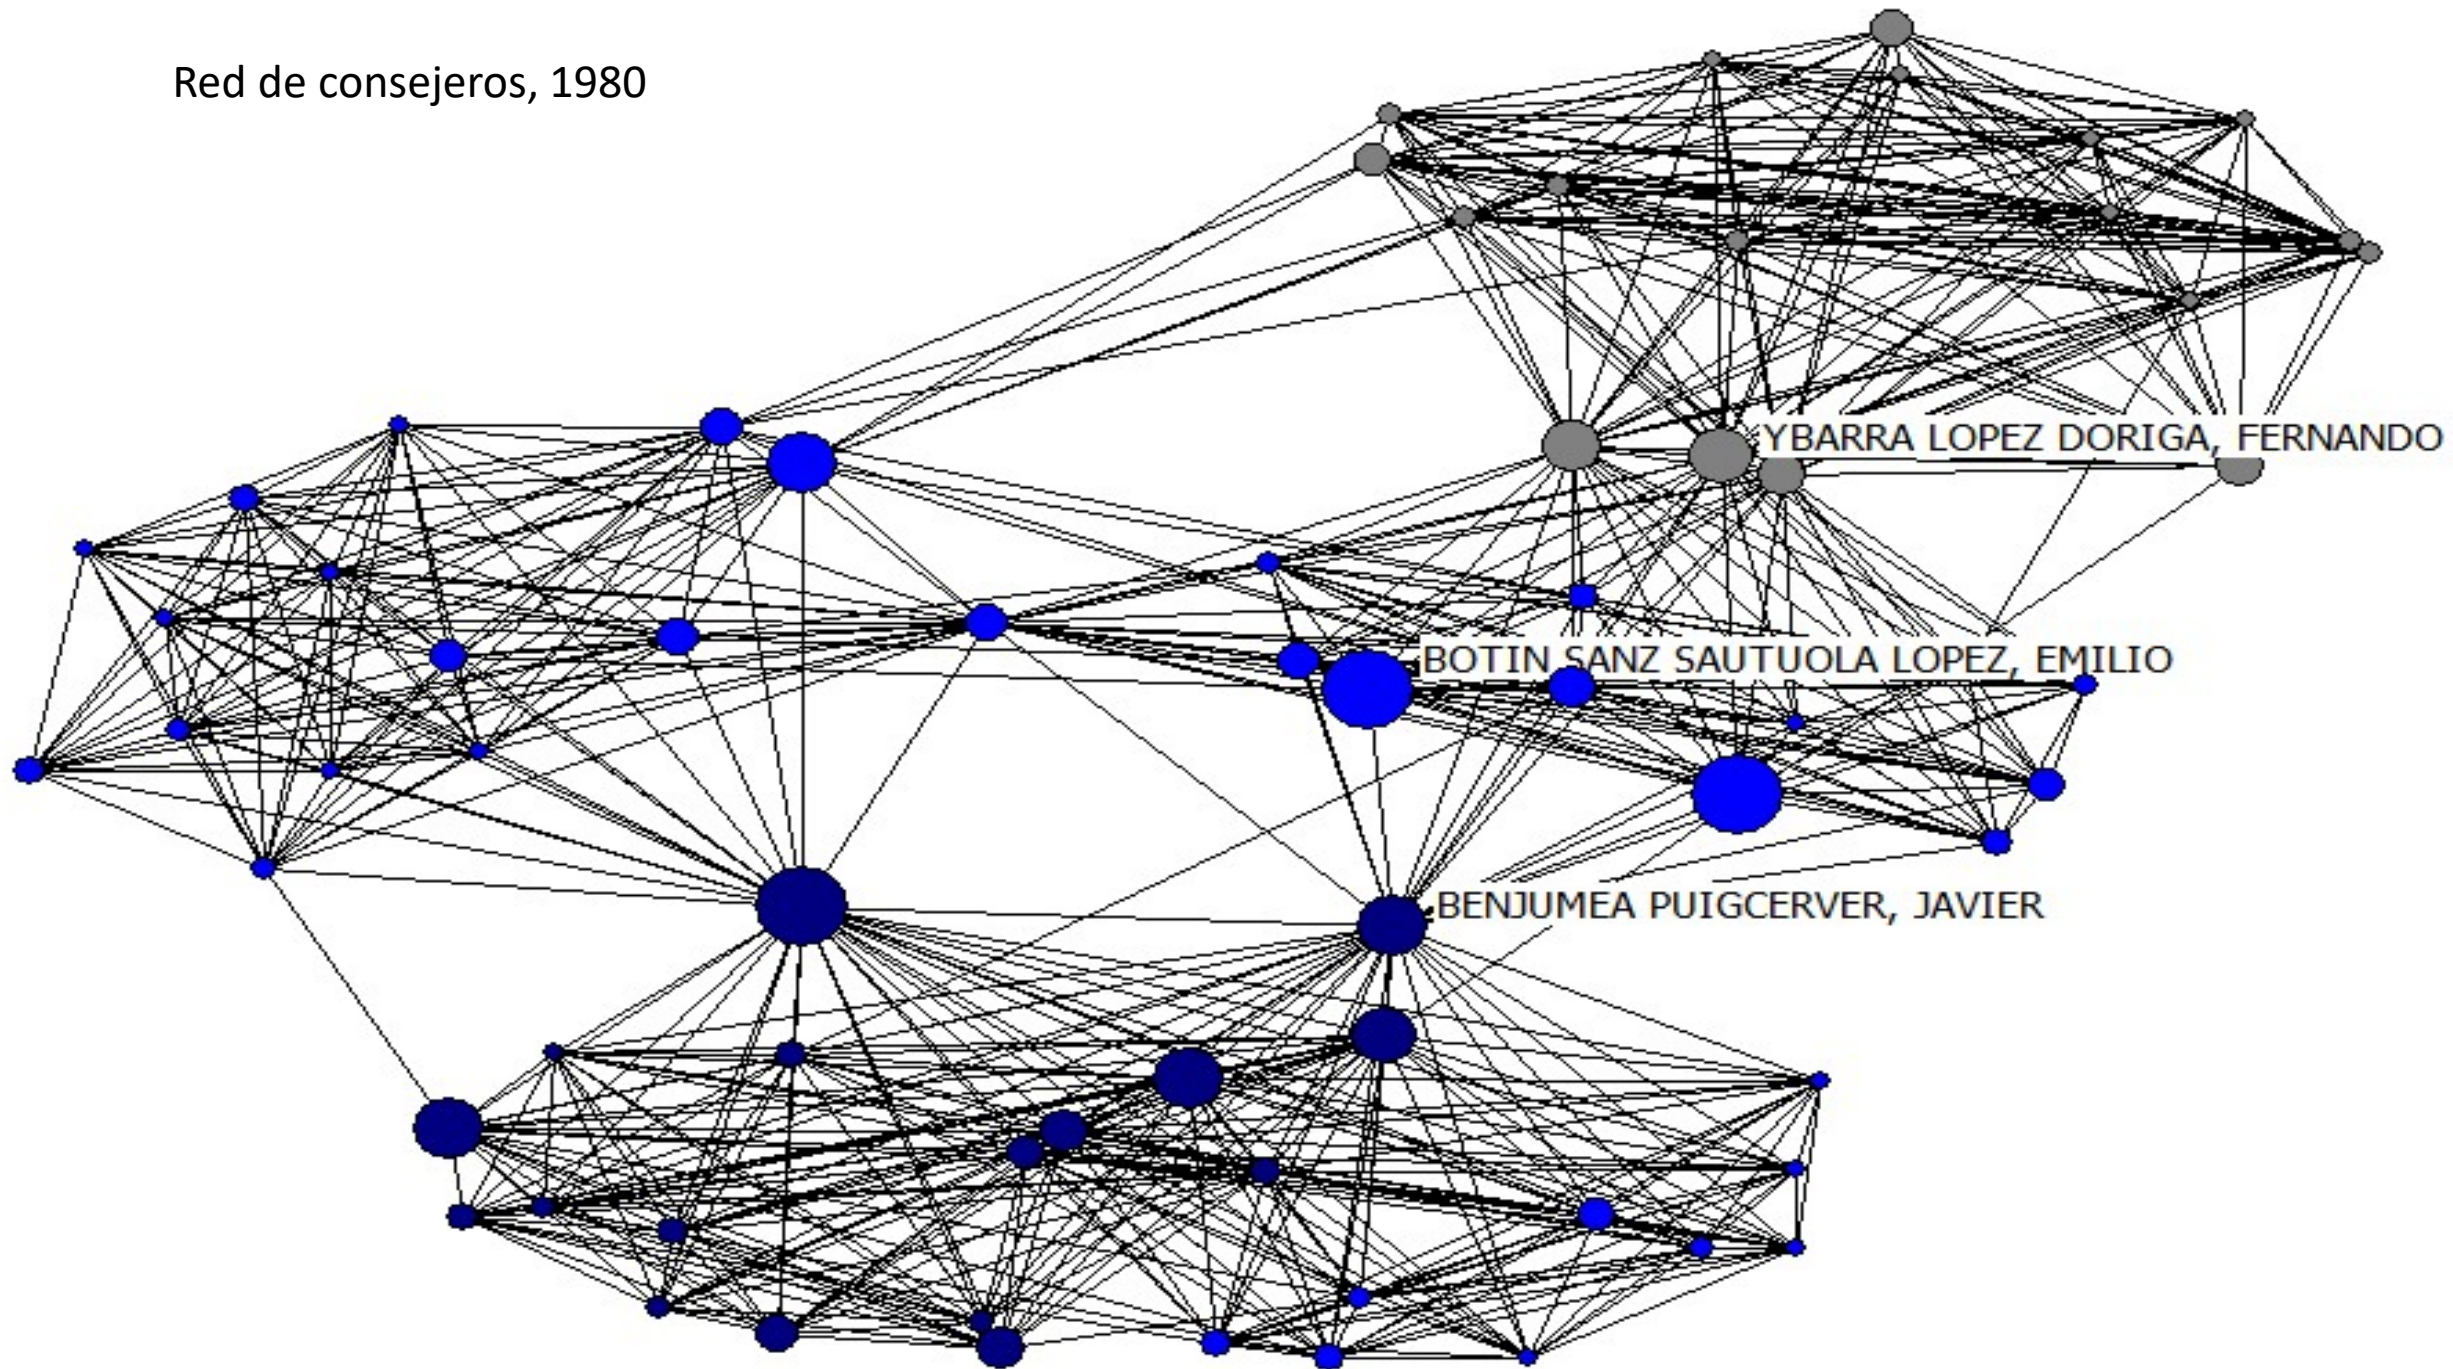 Red de consejeros, 1980
YBARRA LOPEZ DORIGA, FERNANDO
BOTIN SANZ SAUTUOLA LOPEZ, EMILIO
BENJUMEA PUIGCERVER, JAVIER